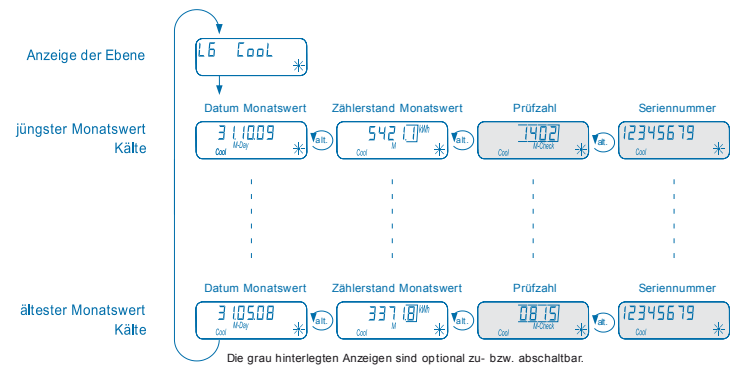 Anzeige der Ebene
L6 Cool
Datum Monatswert Zählerstand Monatswert Prüfzahl Seriennummer
jüngster Monatswert
Kälte
31.10.09
M-Day
Cool
alt.
5421.1 kWh
M
Cool
alt.
1402
M-Check
Cool
alt.
12345679
Cool
Datum Monatswert Zählerstand Monatswert Prüfzahl Seriennummer
ältester Monatswert
Kälte
31.05.08
M-Day
Cool
alt.
3371.8 kWh
M
Cool
alt.
0815
M-Check
Cool
alt.
12345679
Cool
Die grau hinterlegten Anzeigen sind optional zu- bzw. abschaltbar.